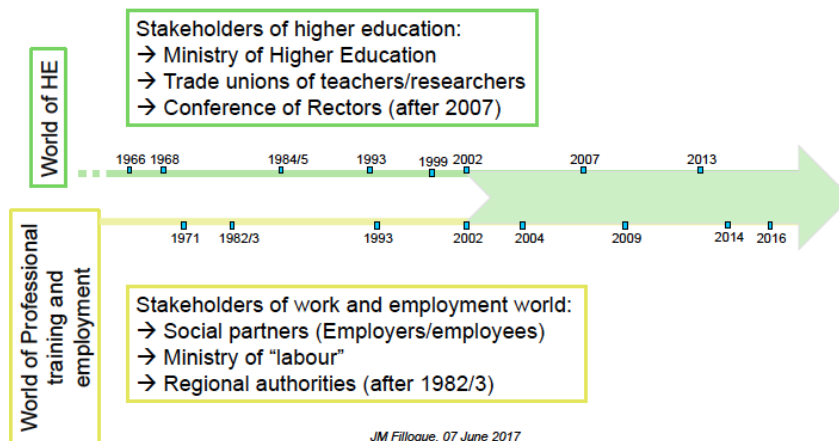 Stakeholders of higher education:
→ Ministry of Higher Education
→ Trade unions of teachers/researchers
→ Conference of Rectors (after 2007)
World of HE
1966 1968 1984/5 1993 1999 2002 2007 2013
1971 1982/3 1993 2002 2004 2009 2014 2016
World of Professional
training and
employment
Stakeholders of work and employment world:
→ Social partners (Employers/employees)
→ Ministry of “labour”
→ Regional authorities (after 1982/3)
JM Filloque, 07 June 2017